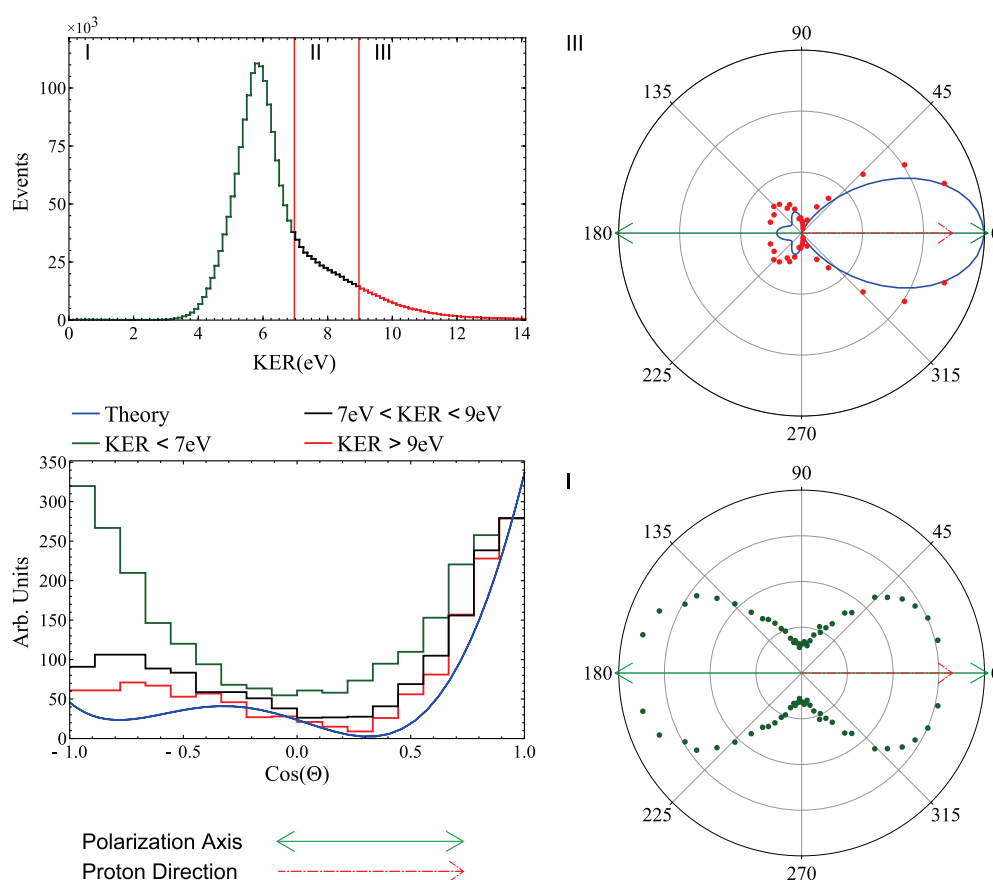 ×10³
I II III
100
75
50
25
0
Events
0 2 4 6 8 10 12 14
KER(eV)
Theory 7eV < KER < 9eV
KER < 7eV KER > 9eV
350
300
250
200
150
100
50
0
Arb. Units
-1.0 -0.5 0.0 0.5 1.0
Cos(Θ)
Polarization Axis
Proton Direction
III
90
135 45
180
225 315
270
I
90
135 45
180
225 315
270